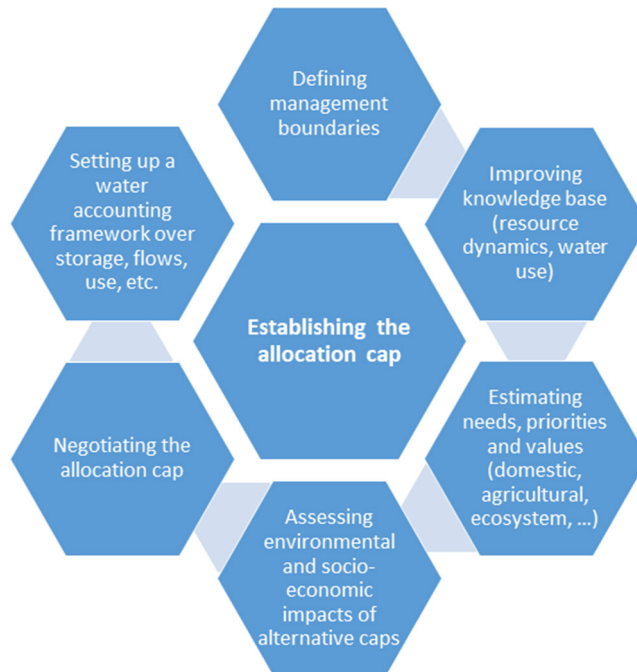 Defining
management
boundaries
Improving
knowledge base
(resource
dynamics, water
use)
Estimating
needs, priorities
and values
(domestic,
agricultural,
ecosystem, ...)
Assessing
environmental
and socio-
economic
impacts of
alternative caps
Negotiating the
allocation cap
Setting up a
water
accounting
framework over
storage, flows,
use, etc.
Establishing the
allocation cap